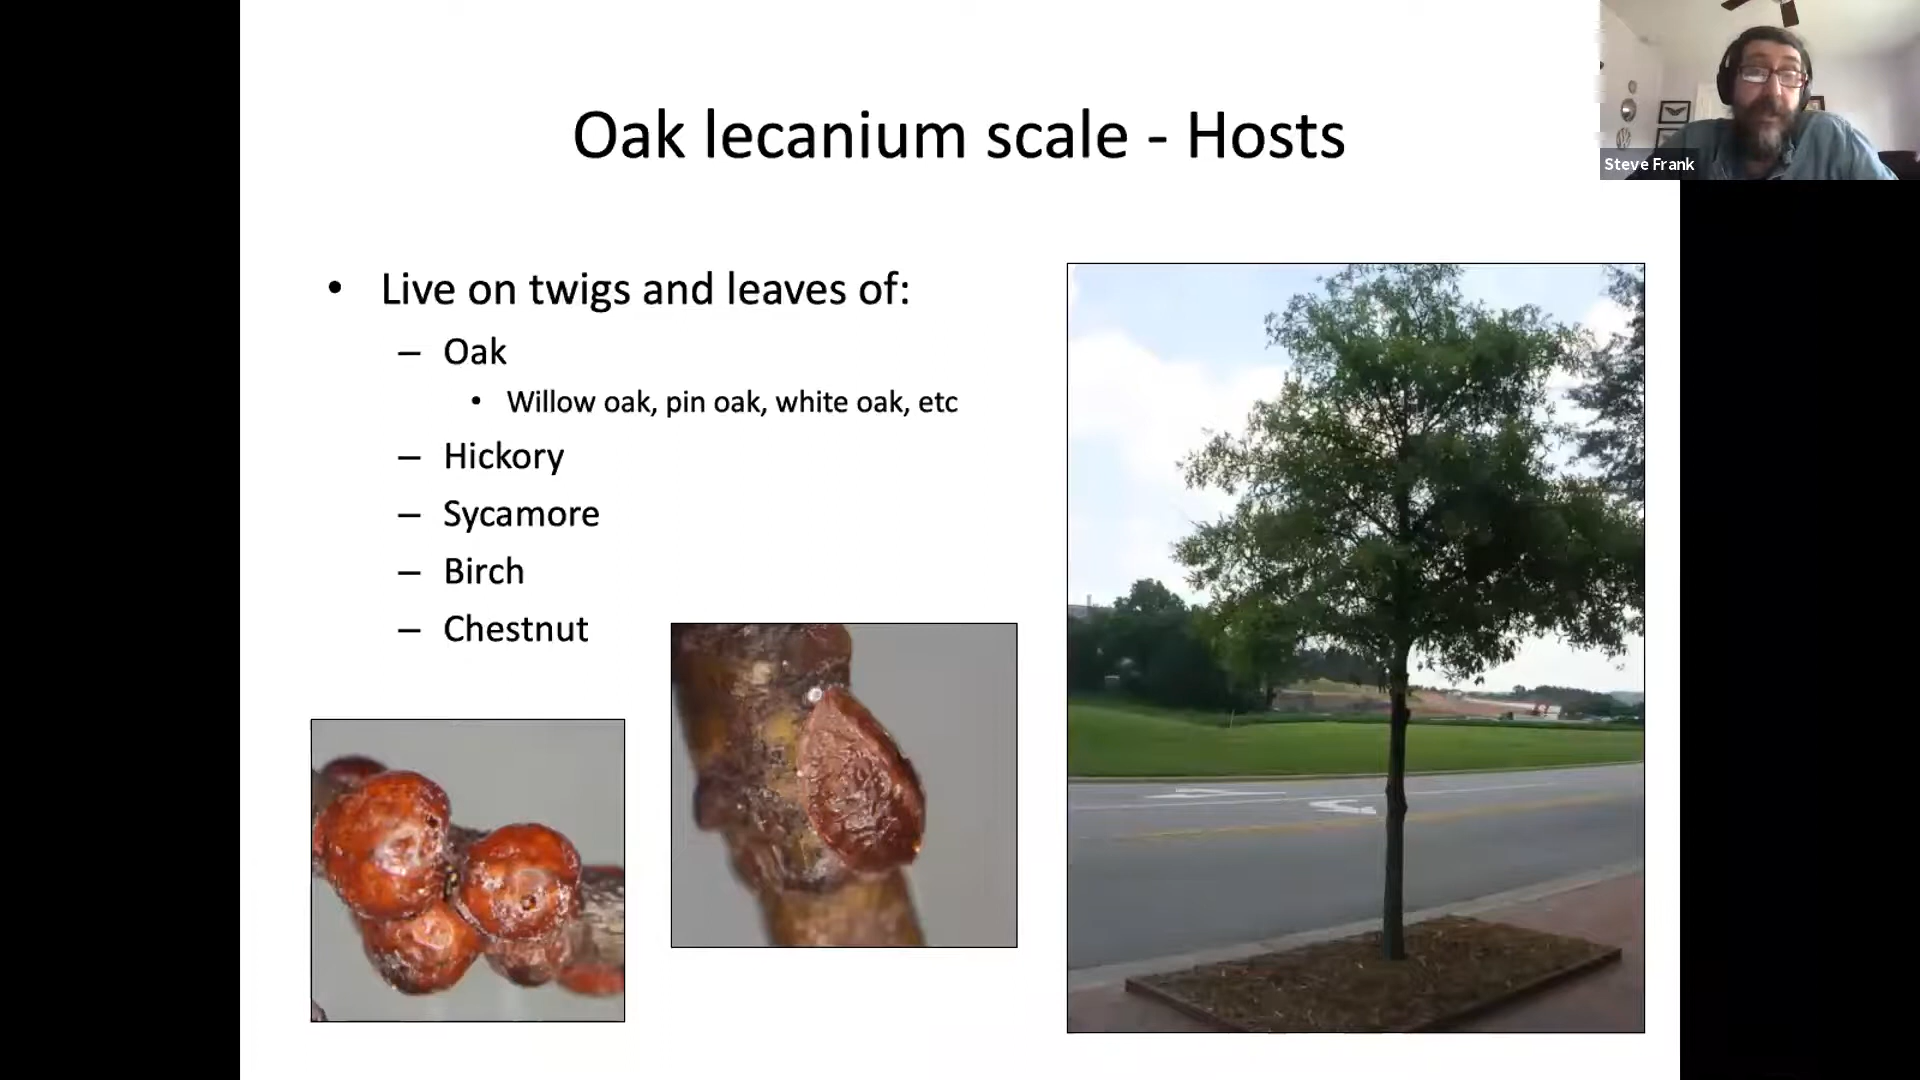 Oak lecanium scale - Hosts
Steve Frank
• Live on twigs and leaves of:
– Oak
• Willow oak, pin oak, white oak, etc
– Hickory
– Sycamore
– Birch
– Chestnut